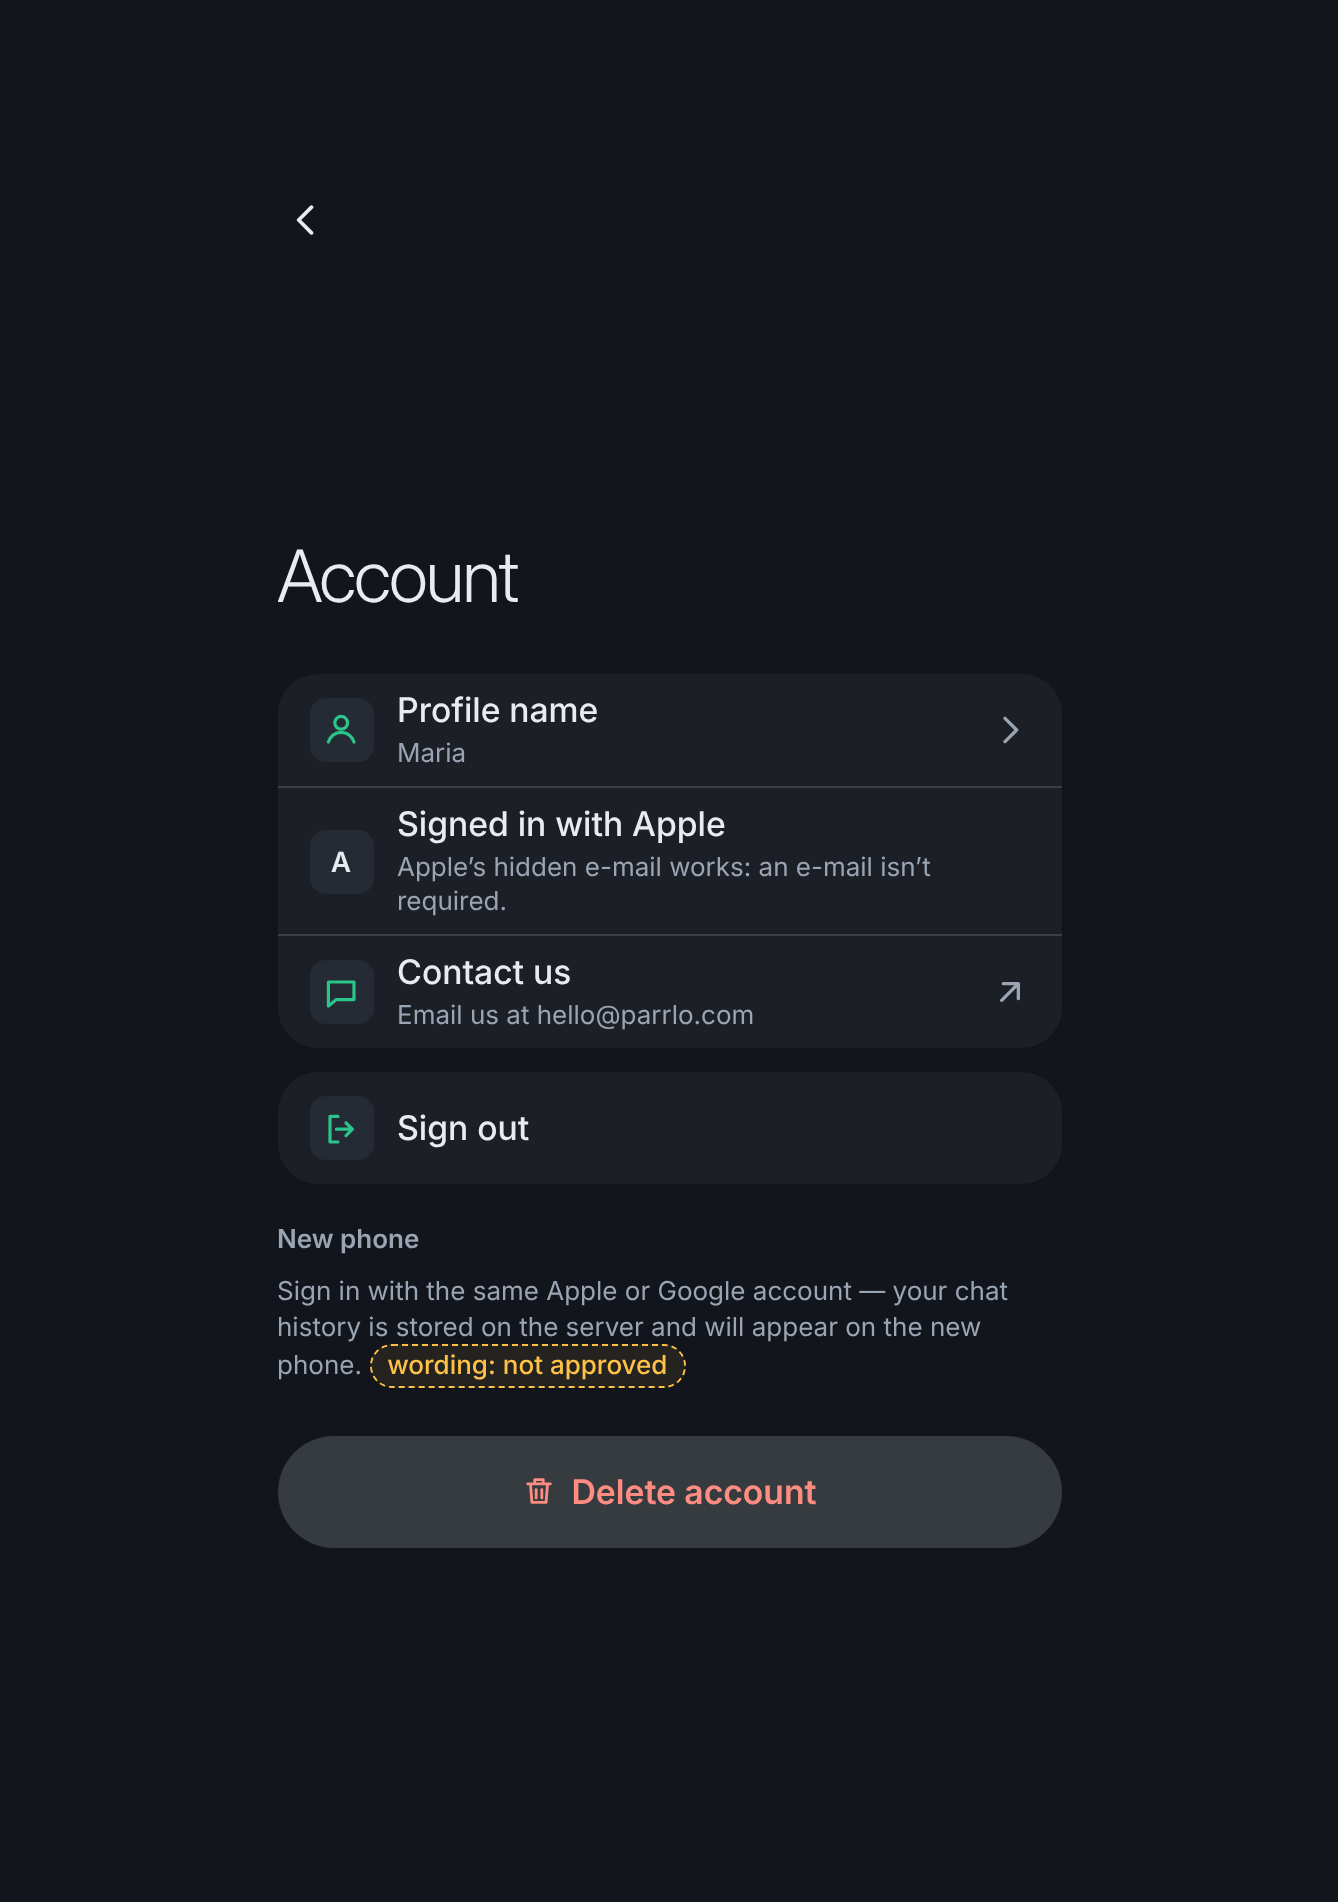 Account
Profile name
Maria
Signed in with Apple
A
Apple’s hidden e-mail works: an e-mail isn’t
required.
Contact us
Email us at hello@parrlo.com
Sign out
New phone
Sign in with the same Apple or Google account — your chat
history is stored on the server and will appear on the new
phone. wording: not approved
Delete account